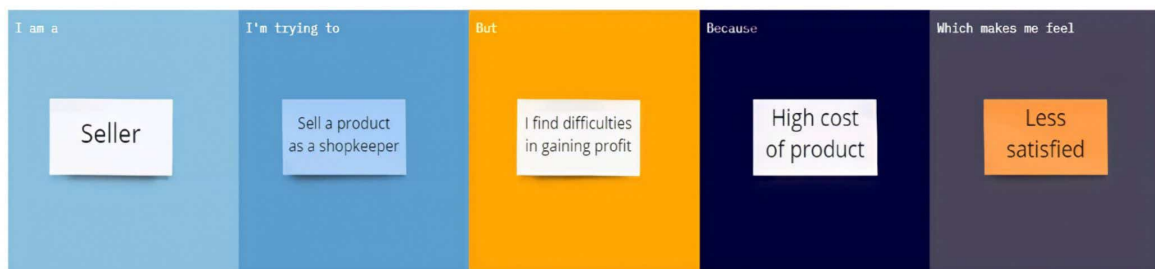 I am a
Seller
I'm trying to
Sell a product
as a shopkeeper
But
I find difficulties
in gaining profit
Because
High cost
of product
Which makes me feel
Less
satisfied